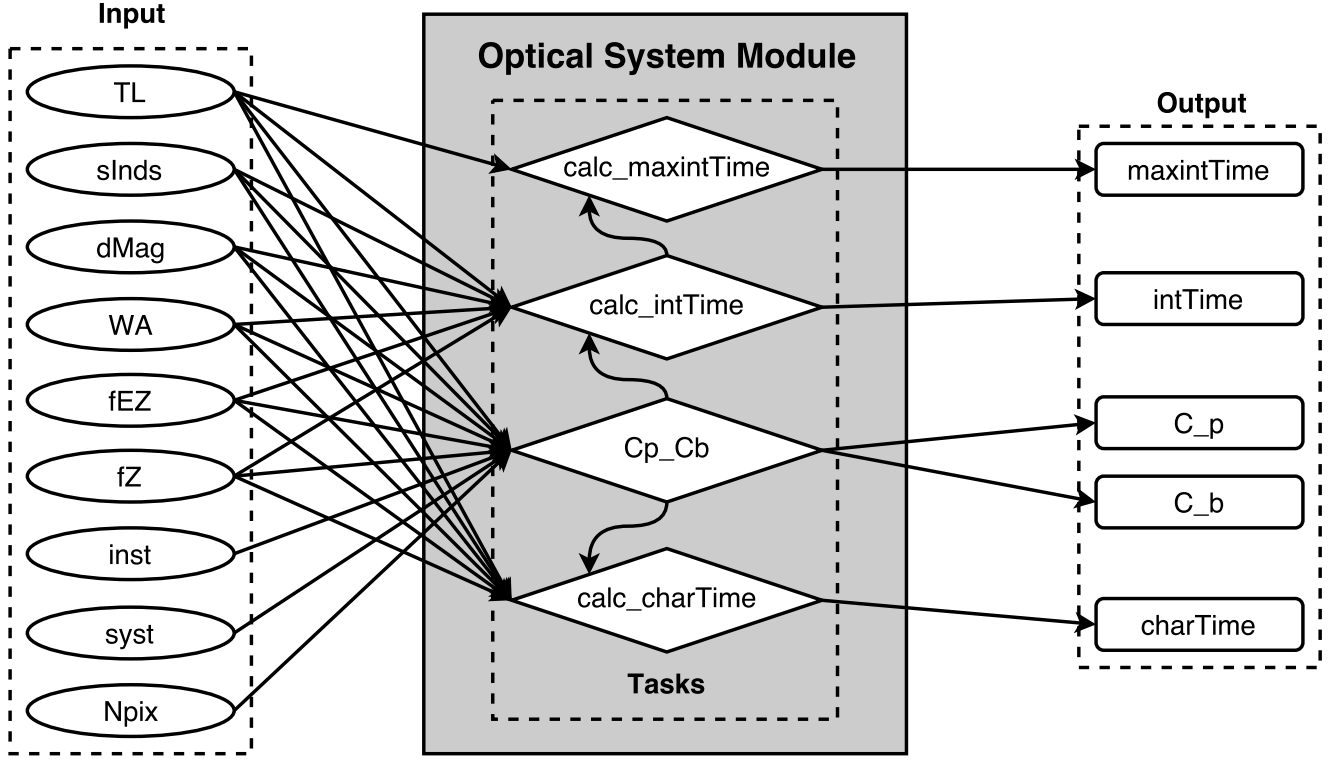 Input
TL
sInds
dMag
WA
fEZ
fZ
inst
syst
Npix
Optical System Module
calc_maxintTime
calc_intTime
Cp_Cb
calc_charTime
Tasks
Output
maxintTime
intTime
C_p
C_b
charTime